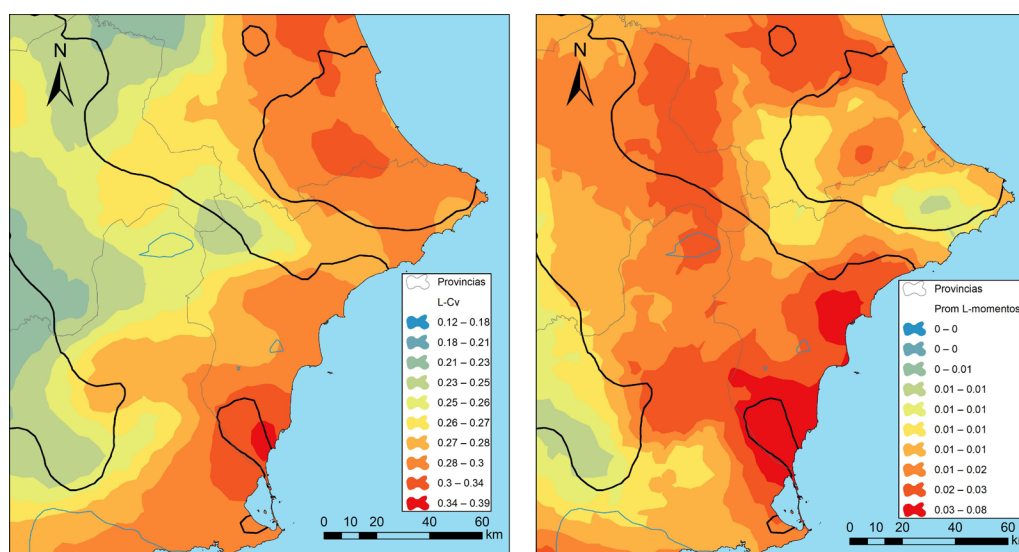 N
Provincias
L-Cv
0.12 – 0.18
0.18 – 0.21
0.21 – 0.23
0.23 – 0.25
0.25 – 0.26
0.26 – 0.27
0.27 – 0.28
0.28 – 0.3
0.3 – 0.34
0.34 – 0.39
0 10 20 40 60
km
N
Provincias
Prom L-momentos
0 – 0
0 – 0
0 – 0.01
0.01 – 0.01
0.01 – 0.01
0.01 – 0.01
0.01 – 0.01
0.01 – 0.02
0.02 – 0.03
0.03 – 0.08
0 10 20 40 60
km